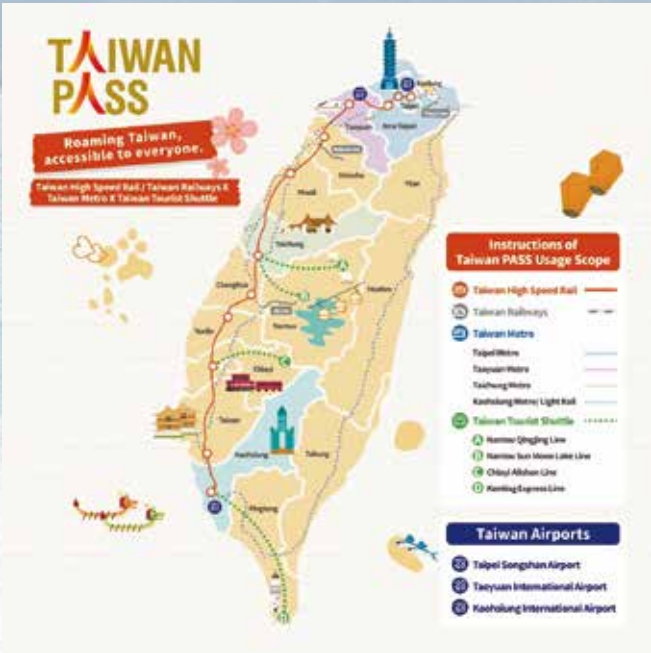 TAIWAN
PASS
Roaming Taiwan,
accessible to everyone.
Taiwan High Speed Rail / Taiwan Railways X
Taiwan Metro X Taiwan Tourist Shuttle
Taipei
New Taipei
Taoyuan
Hsinchu
Yilan
Miaoli
Taichung
Changhua
Hualien
Nantou
Yunlin
Chiayi
Tainan
Kaohsiung
Taitung
Pingtung
A
C
Instructions of
Taiwan PASS Usage Scope
Taiwan High Speed Rail
Taiwan Railways
Taiwan Metro
Taipei Metro
Taoyuan Metro
Taichung Metro
Kaohsiung Metro/ Light Rail
Taiwan Tourist Shuttle
A Nantou Qingjing Line
B Nantou Sun Moon Lake Line
C Chiayi Alishan Line
D Kenting Express Line
Taiwan Airports
Taipei Songshan Airport
Taoyuan International Airport
Kaohsiung International Airport